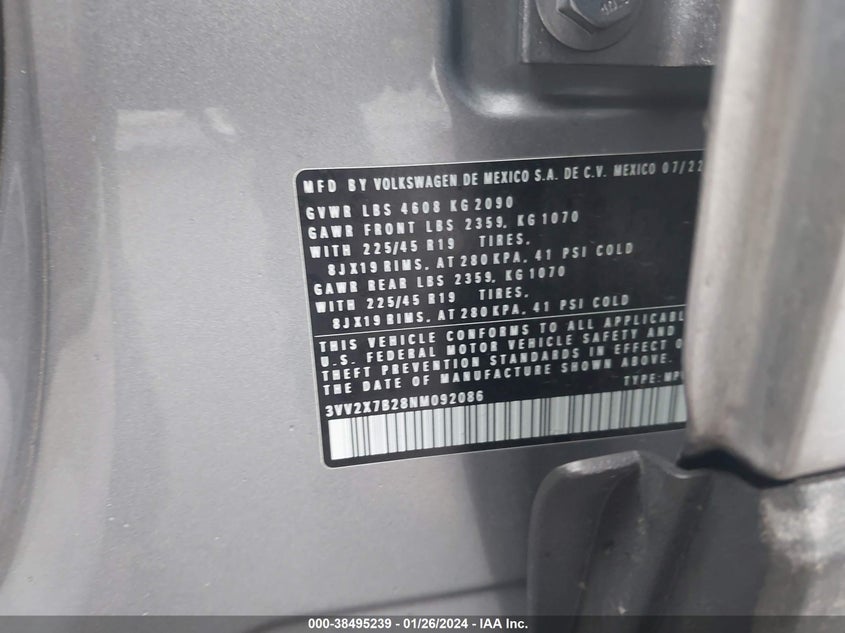 MFD BY VOLKSWAGEN DE MEXICO S.A. DE C.V. MEXICO 07/22
GVWR LBS 4608 KG 2090
GAWR FRONT LBS 2359, KG 1070
WITH 225/45 R19 TIRES,
8JX19 RIMS, AT 280 KPA, 41 PSI COLD
GAWR REAR LBS 2359, KG 1070
WITH 225/45 R19 TIRES,
8JX19 RIMS, AT 280 KPA, 41 PSI COLD
THIS VEHICLE CONFORMS TO ALL APPLICABL
U.S. FEDERAL MOTOR VEHICLE SAFETY AND
THEFT PREVENTION STANDARDS IN EFFECT O
THE DATE OF MANUFACTURE SHOWN ABOVE.
TYPE: MP
3VV2X7B28NM092086
000-38495239 - 01/26/2024 - IAA Inc.